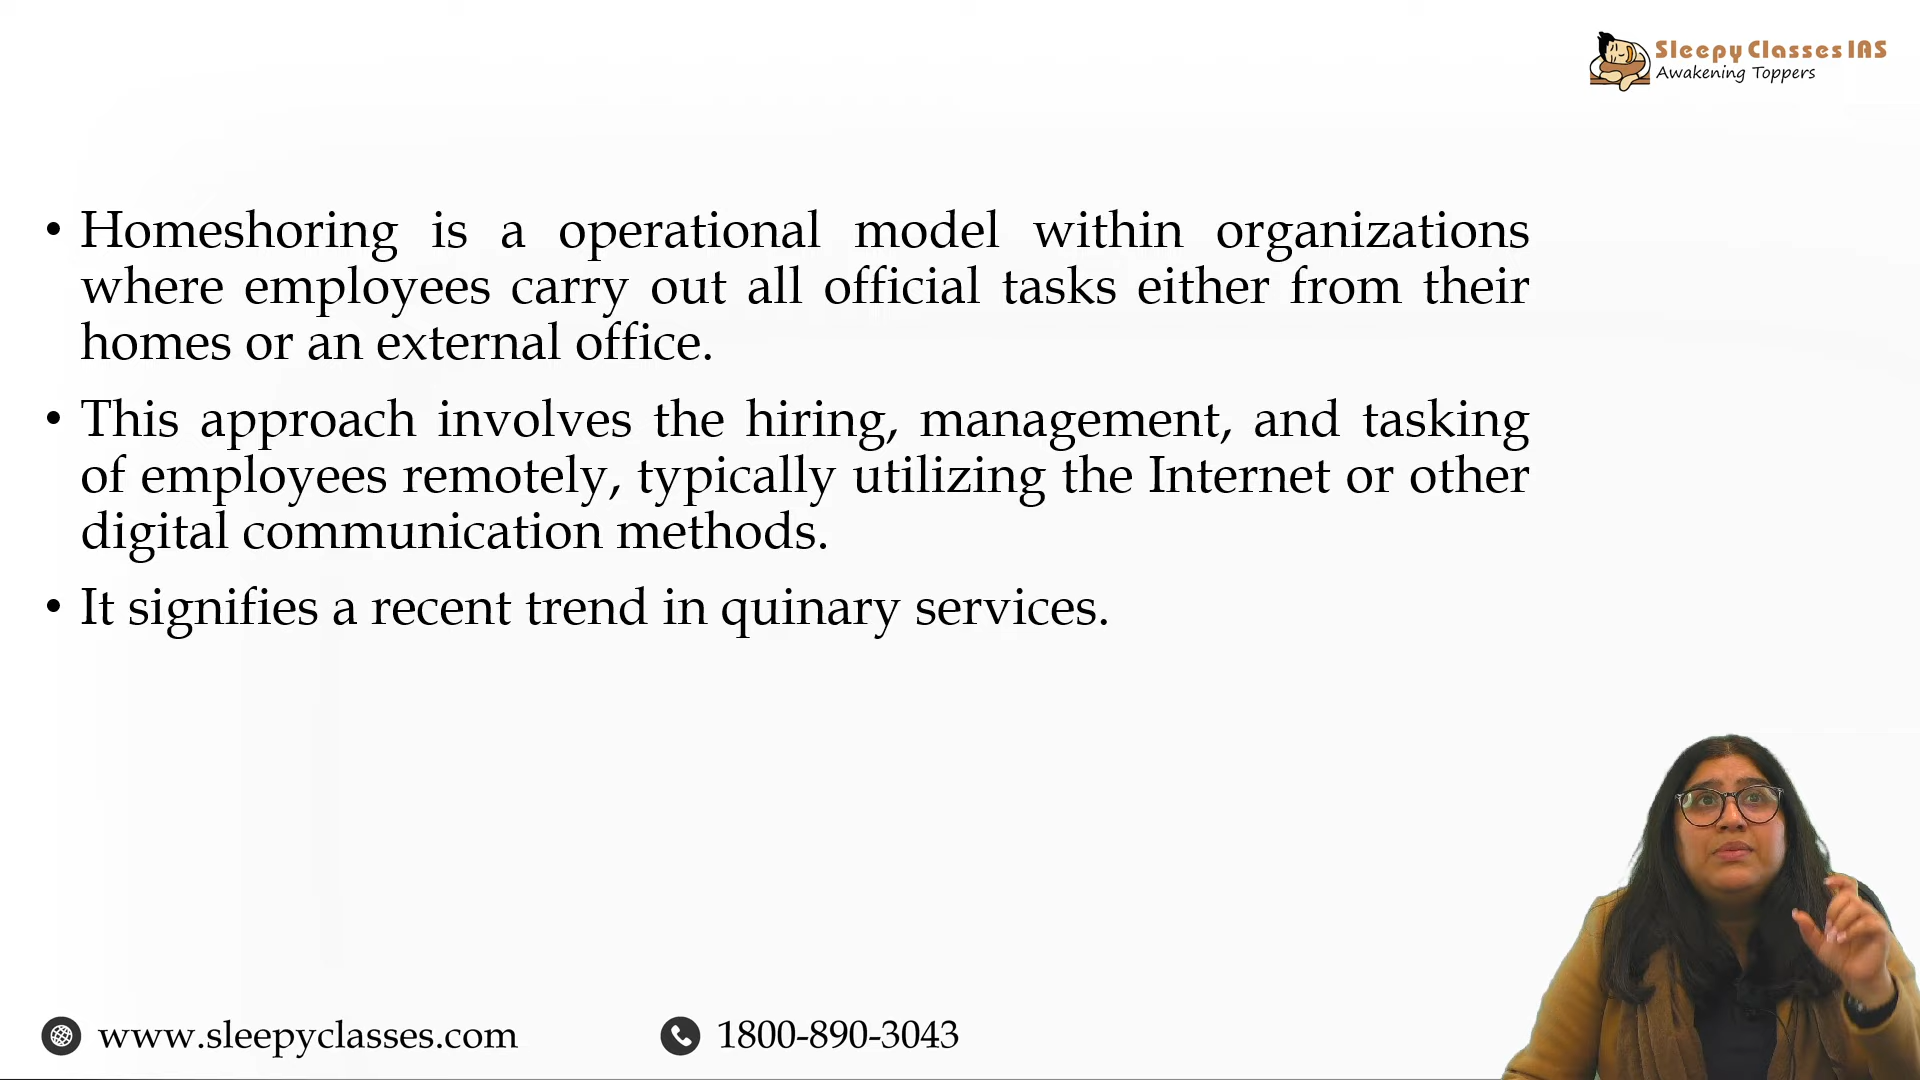 Sleepy Classes IAS
Awakening Toppers
• Homeshoring is a operational model within organizations
where employees carry out all official tasks either from their
homes or an external office.
• This approach involves the hiring, management, and tasking
of employees remotely, typically utilizing the Internet or other
digital communication methods.
• It signifies a recent trend in quinary services.
www.sleepyclasses.com
1800-890-3043